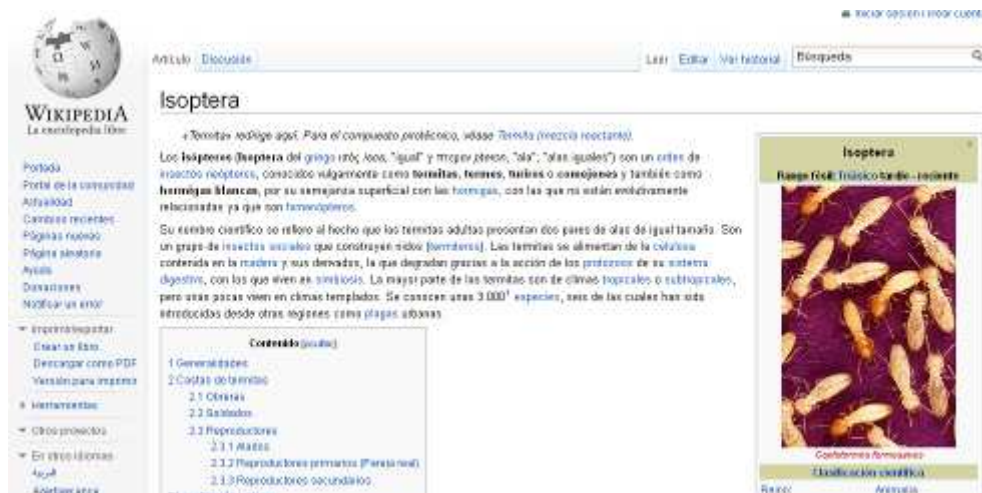 Iniciar sesión / crear cuenta
WIKIPEDIA
La enciclopedia libre
Artículo Discusión
Leer Editar Ver historial Búsqueda
Isoptera
«Termita» redirige aquí. Para el compuesto pirotécnico, véase Termita (mezcla reactante).
Los isópteros (Isoptera del griego ισός isos, "igual" y πτερον pteron, "ala"; "alas iguales") son un orden de
insectos neópteros, conocidos vulgarmente como termitas, termes, turiros o comejenes y también como
hormigas blancas, por su semejanza superficial con las hormigas, con las que no están evolutivamente
relacionadas ya que son himenópteros.
Su nombre científico se refiere al hecho que las termitas adultas presentan dos pares de alas de igual tamaño. Son
un grupo de insectos sociales que construyen nidos (termiteros). Las termitas se alimentan de la celulosa
contenida en la madera y sus derivados, la que degradan gracias a la acción de los protozoos de su sistema
digestivo, con los que viven en simbiosis. La mayor parte de las termitas son de climas tropicales o subtropicales,
pero unas pocas viven en climas templados. Se conocen unas 3 000¹ especies, seis de las cuales han sido
introducidas desde otras regiones como plagas urbanas.
Contenido [ocultar]
1 Generalidades
2 Castas de termitas
2.1 Obreras
2.2 Soldados
2.3 Reproductores
2.3.1 Alados
2.3.2 Reproductores primarios (Pareja real)
2.3.3 Reproductores secundarios
Isoptera
Rango fósil: Triásico tardío - reciente
Coptotermes formosanus
Clasificación científica
Reino: Animalia
Portada
Portal de la comunidad
Actualidad
Cambios recientes
Páginas nuevas
Página aleatoria
Ayuda
Donaciones
Notificar un error
Imprimir/exportar
Crear un libro
Descargar como PDF
Versión para imprimir
Herramientas
Otros proyectos
En otros idiomas
العربية
Azərbaycanca